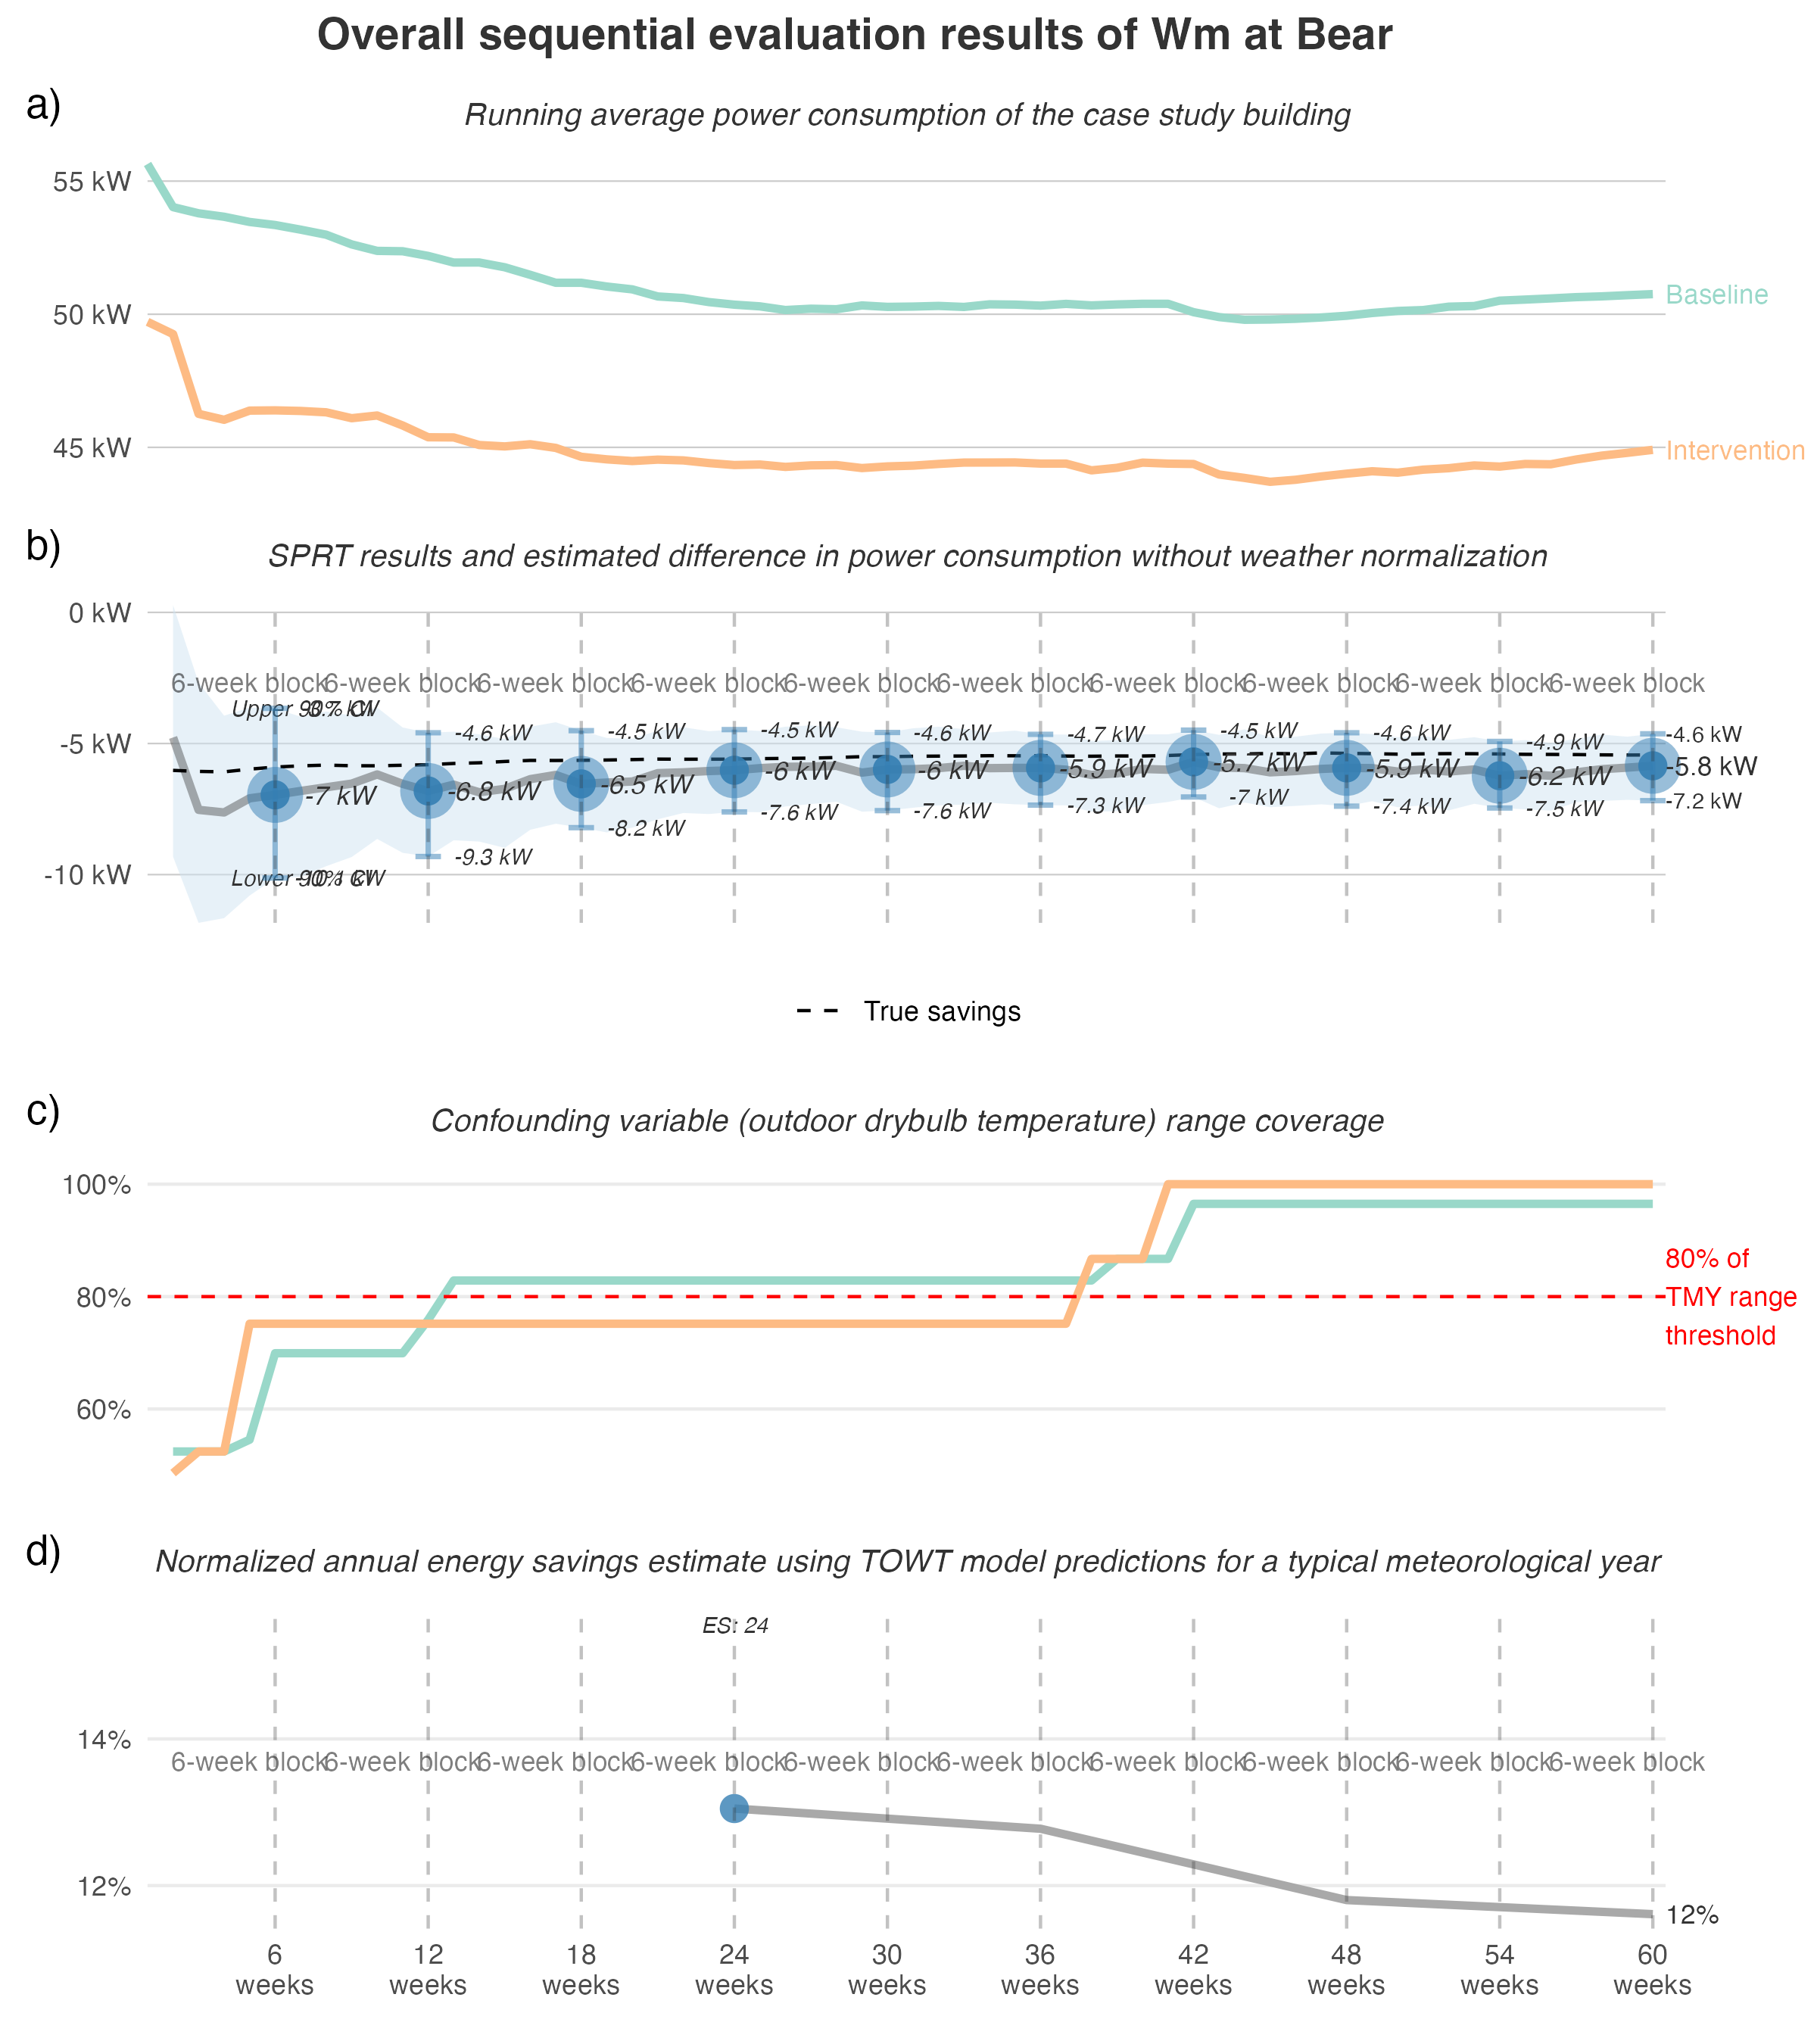 Overall sequential evaluation results of Wm at Bear
a)
Running average power consumption of the case study building
55 kW
50 kW
45 kW
Baseline
Intervention
b)
SPRT results and estimated difference in power consumption without weather normalization
0 kW
-5 kW
-10 kW
6-week block 6-week block 6-week block 6-week block 6-week block 6-week block 6-week block 6-week block 6-week block 6-week block
Upper 90% CI -3.7 kW
-4.6 kW -4.5 kW -4.5 kW -4.6 kW -4.7 kW -4.5 kW -4.6 kW -4.9 kW -4.6 kW
-7 kW -6.8 kW -6.5 kW -6 kW -6 kW -5.9 kW -5.7 kW -5.9 kW -6.2 kW -5.8 kW
-9.3 kW -8.2 kW -7.6 kW -7.6 kW -7.3 kW -7 kW -7.4 kW -7.5 kW -7.2 kW
Lower 90% CI -10.1 kW
True savings
c)
Confounding variable (outdoor drybulb temperature) range coverage
100%
80%
60%
80% of
TMY range
threshold
d)
Normalized annual energy savings estimate using TOWT model predictions for a typical meteorological year
ES: 24
14%
6-week block 6-week block 6-week block 6-week block 6-week block 6-week block 6-week block 6-week block 6-week block 6-week block
12%
12%
6 12 18 24 30 36 42 48 54 60
weeks weeks weeks weeks weeks weeks weeks weeks weeks weeks